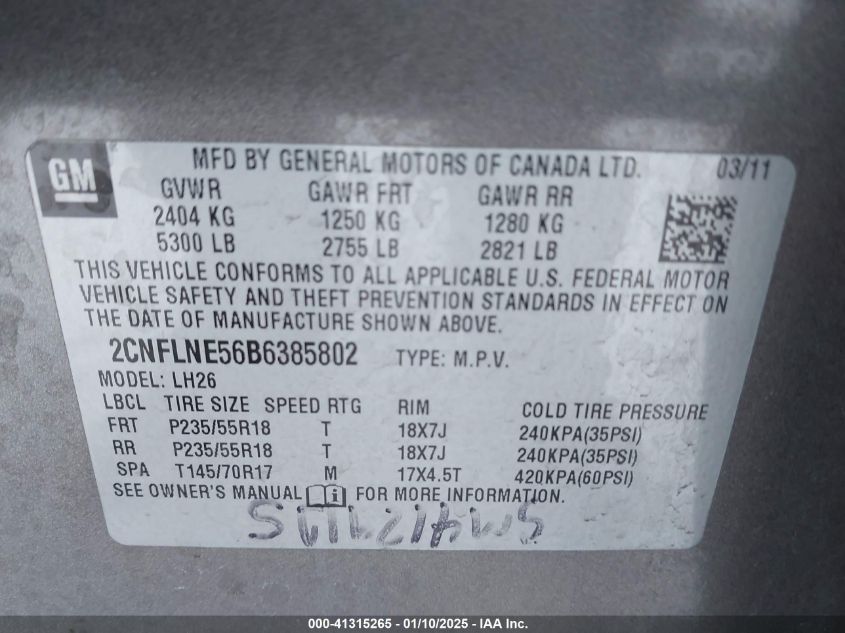 GM
MFD BY GENERAL MOTORS OF CANADA LTD. 03/11
GVWR GAWR FRT GAWR RR
2404 KG 1250 KG 1280 KG
5300 LB 2755 LB 2821 LB
THIS VEHICLE CONFORMS TO ALL APPLICABLE U.S. FEDERAL MOTOR
VEHICLE SAFETY AND THEFT PREVENTION STANDARDS IN EFFECT ON
THE DATE OF MANUFACTURE SHOWN ABOVE.
2CNFLNE56B6385802 TYPE: M.P.V.
MODEL: LH26
LBCL TIRE SIZE SPEED RTG RIM COLD TIRE PRESSURE
FRT P235/55R18 T 18X7J 240KPA(35PSI)
RR P235/55R18 T 18X7J 240KPA(35PSI)
SPA T145/70R17 M 17X4.5T 420KPA(60PSI)
SEE OWNER'S MANUAL i FOR MORE INFORMATION.
000-41315265 - 01/10/2025 - IAA Inc.